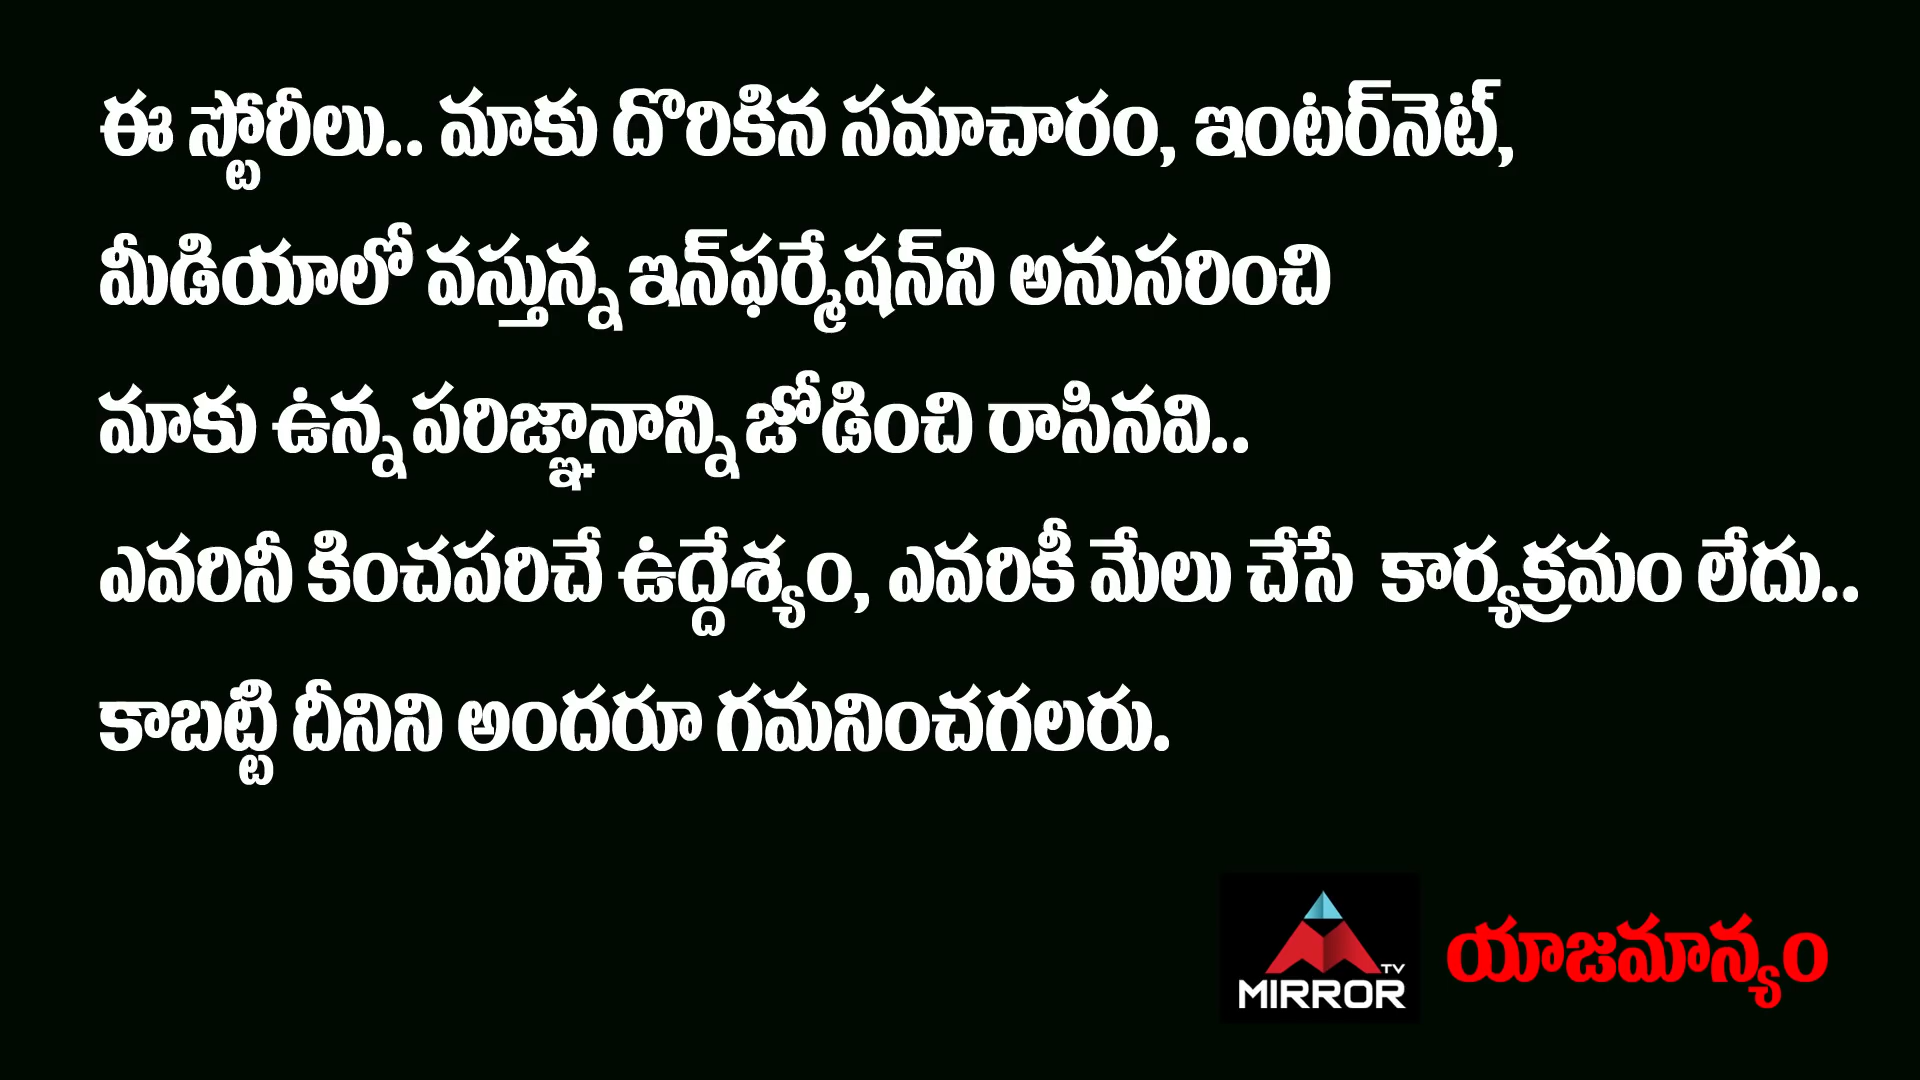 ఈ స్టోరీలు.. మాకు దొరికిన సమాచారం, ఇంటర్‌నెట్,
మీడియాలో వస్తున్న ఇన్‌ఫర్మేషన్‌ని అనుసరించి
మాకు ఉన్న పరిజ్ఞానాన్ని జోడించి రాసినవి..
ఎవరినీ కించపరిచే ఉద్దేశ్యం, ఎవరికీ మేలు చేసే కార్యక్రమం లేదు..
కాబట్టి దీనిని అందరూ గమనించగలరు.
TV
MIRROR
యాజమాన్యం